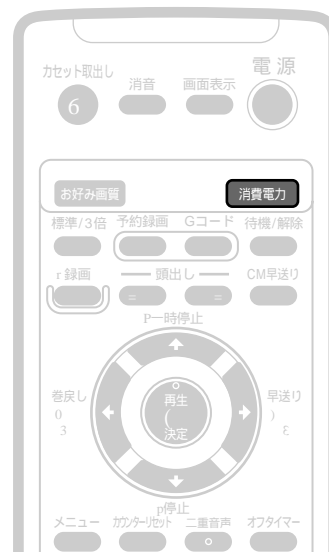 カセット取出し 消音 画面表示 電源
6
お好み画質 消費電力
標準/3倍 予約録画 Gコード 待機/解除
r 録画 頭出し CM早送り
= =
P一時停止
巻戻し 再生 早送り
0 ( )
3 決定 ε
p停止
メニュー カウンターリセット 二重音声 オフタイマー